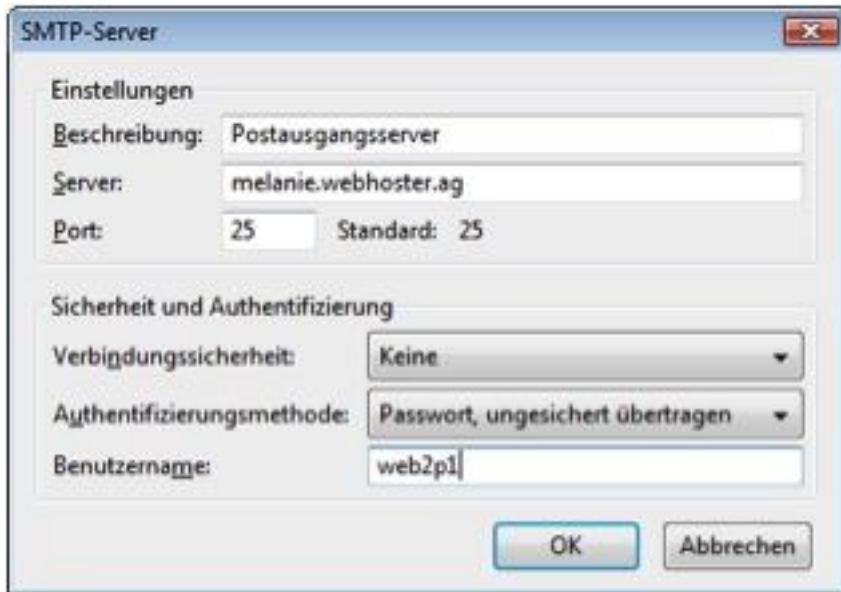 SMTP-Server
Einstellungen
Beschreibung: Postausgangsserver
Server: melanie.webhoster.ag
Port: 25 Standard: 25
Sicherheit und Authentifizierung
Verbindungssicherheit: Keine
Authentifizierungsmethode: Passwort, ungesichert übertragen
Benutzername: web2p1
OK Abbrechen